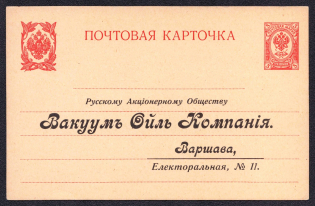 ПОЧТОВАЯ КАРТОЧКА
Русскому Акціонерному Обществу
Вакуумъ Ойль Компанія.
Варшава,
Електоральная, № 11.